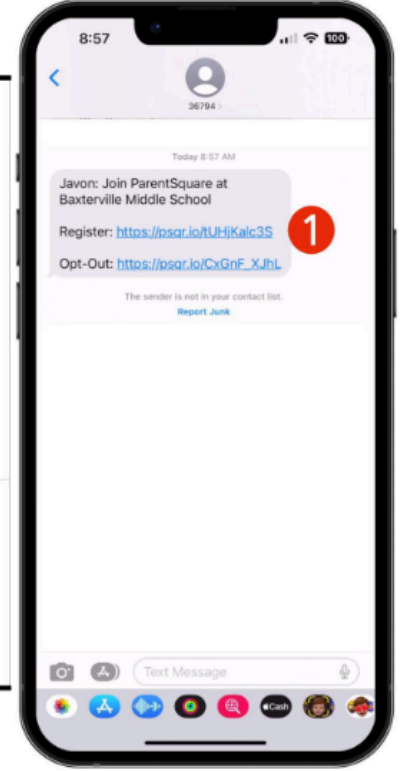 8:57
100
36794
Today 8:57 AM
Javon: Join ParentSquare at
Baxterville Middle School
Register: https://psqr.io/tUHjKalc3S
1
Opt-Out: https://psqr.io/CxGnF_XJhL
The sender is not in your contact list.
Report Junk
Text Message
Cash